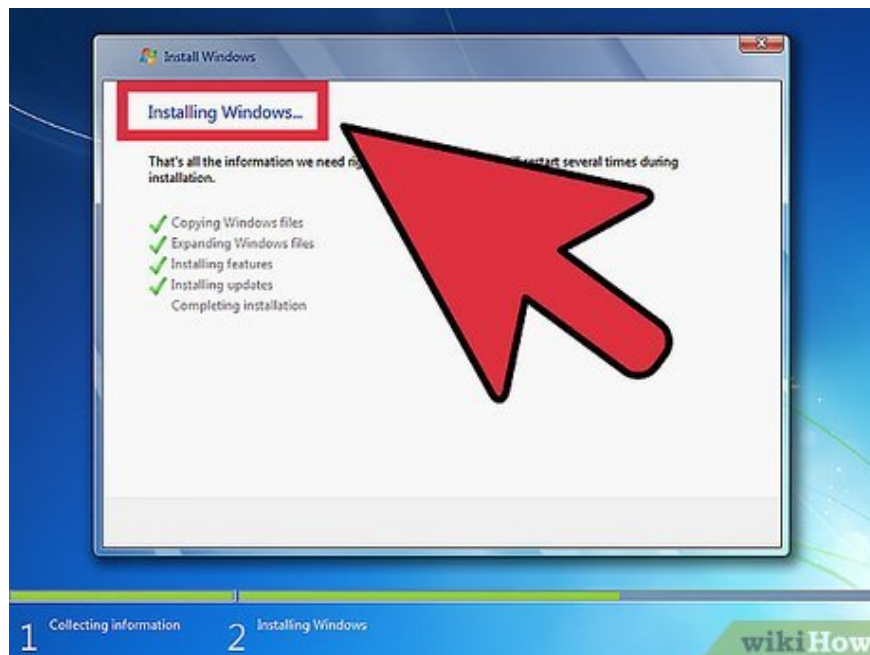 Install Windows
Installing Windows...
That's all the information we need restart several times during
installation.
Copying Windows files
Expanding Windows files
Installing features
Installing updates
Completing installation
1 Collecting information 2 Installing Windows
wikiHow